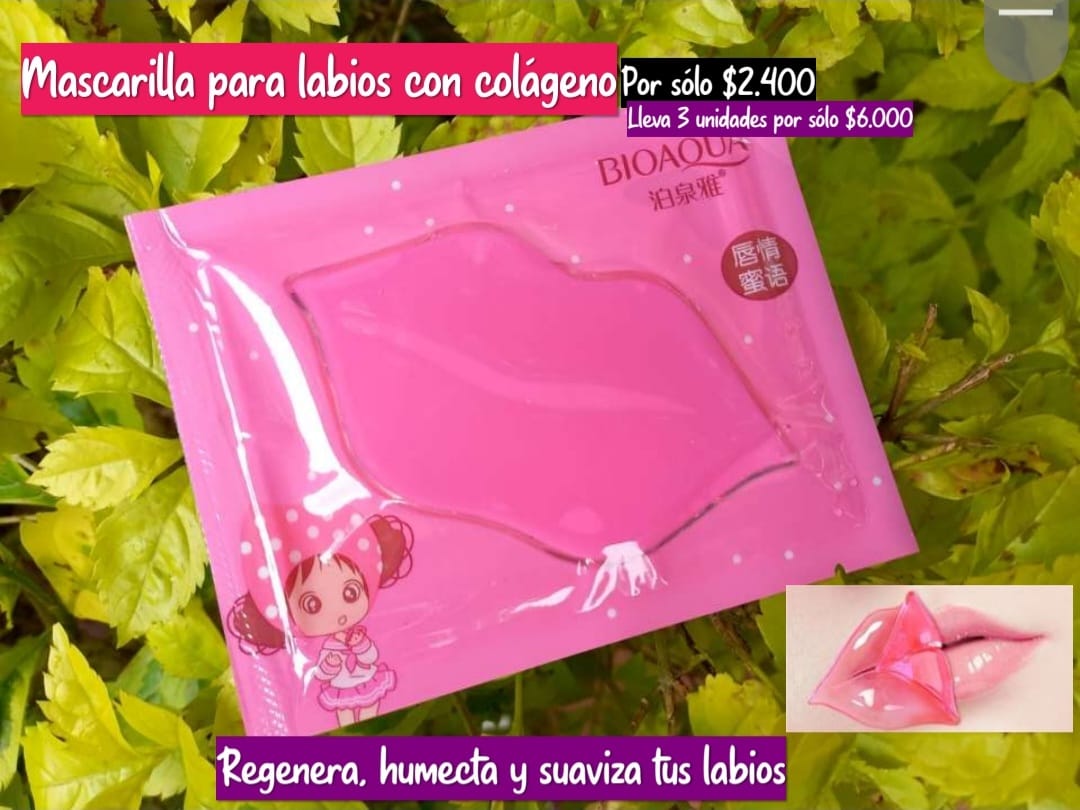 Mascarilla para labios con colágeno
Por sólo $2.400
Lleva 3 unidades por sólo $6.000
BIOAQUA
泊泉雅®
唇情
蜜语
Regenera, humecta y suaviza tus labios